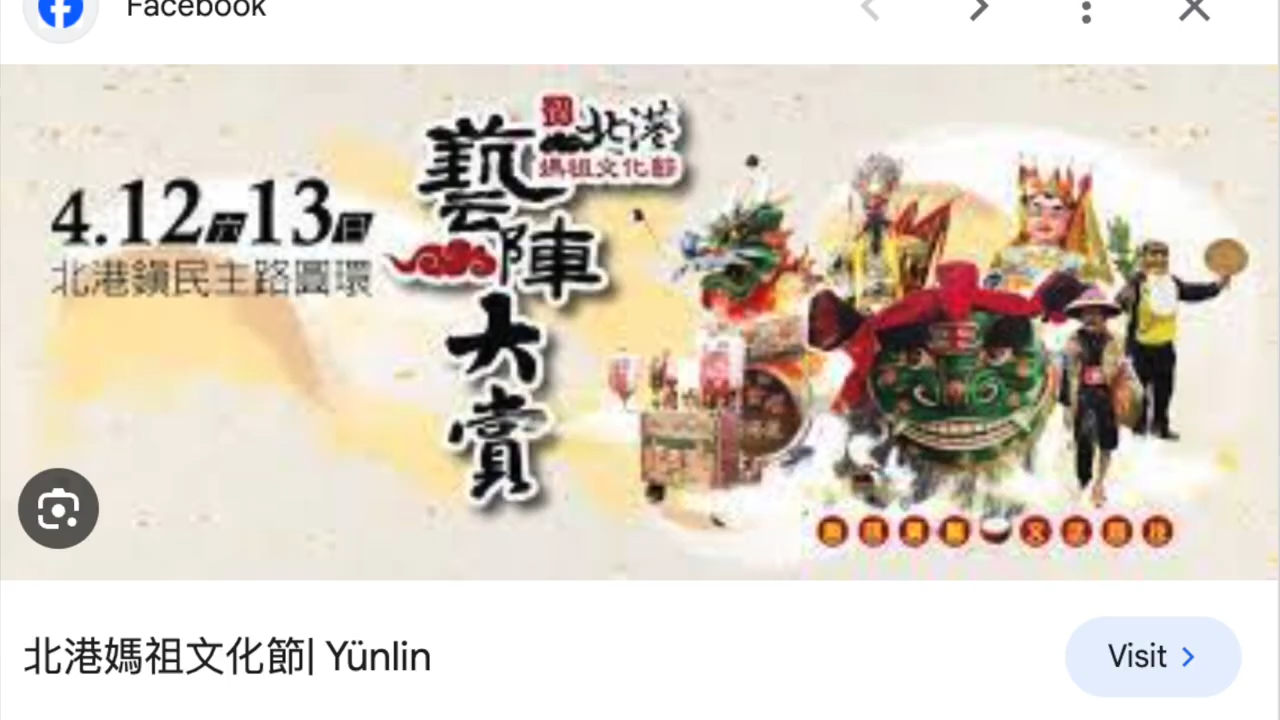 Facebook
北港
媽祖文化節
藝陣大賞
4.12 13
北港鎮民主路圓環
北港媽祖文化節| Yünlin
Visit